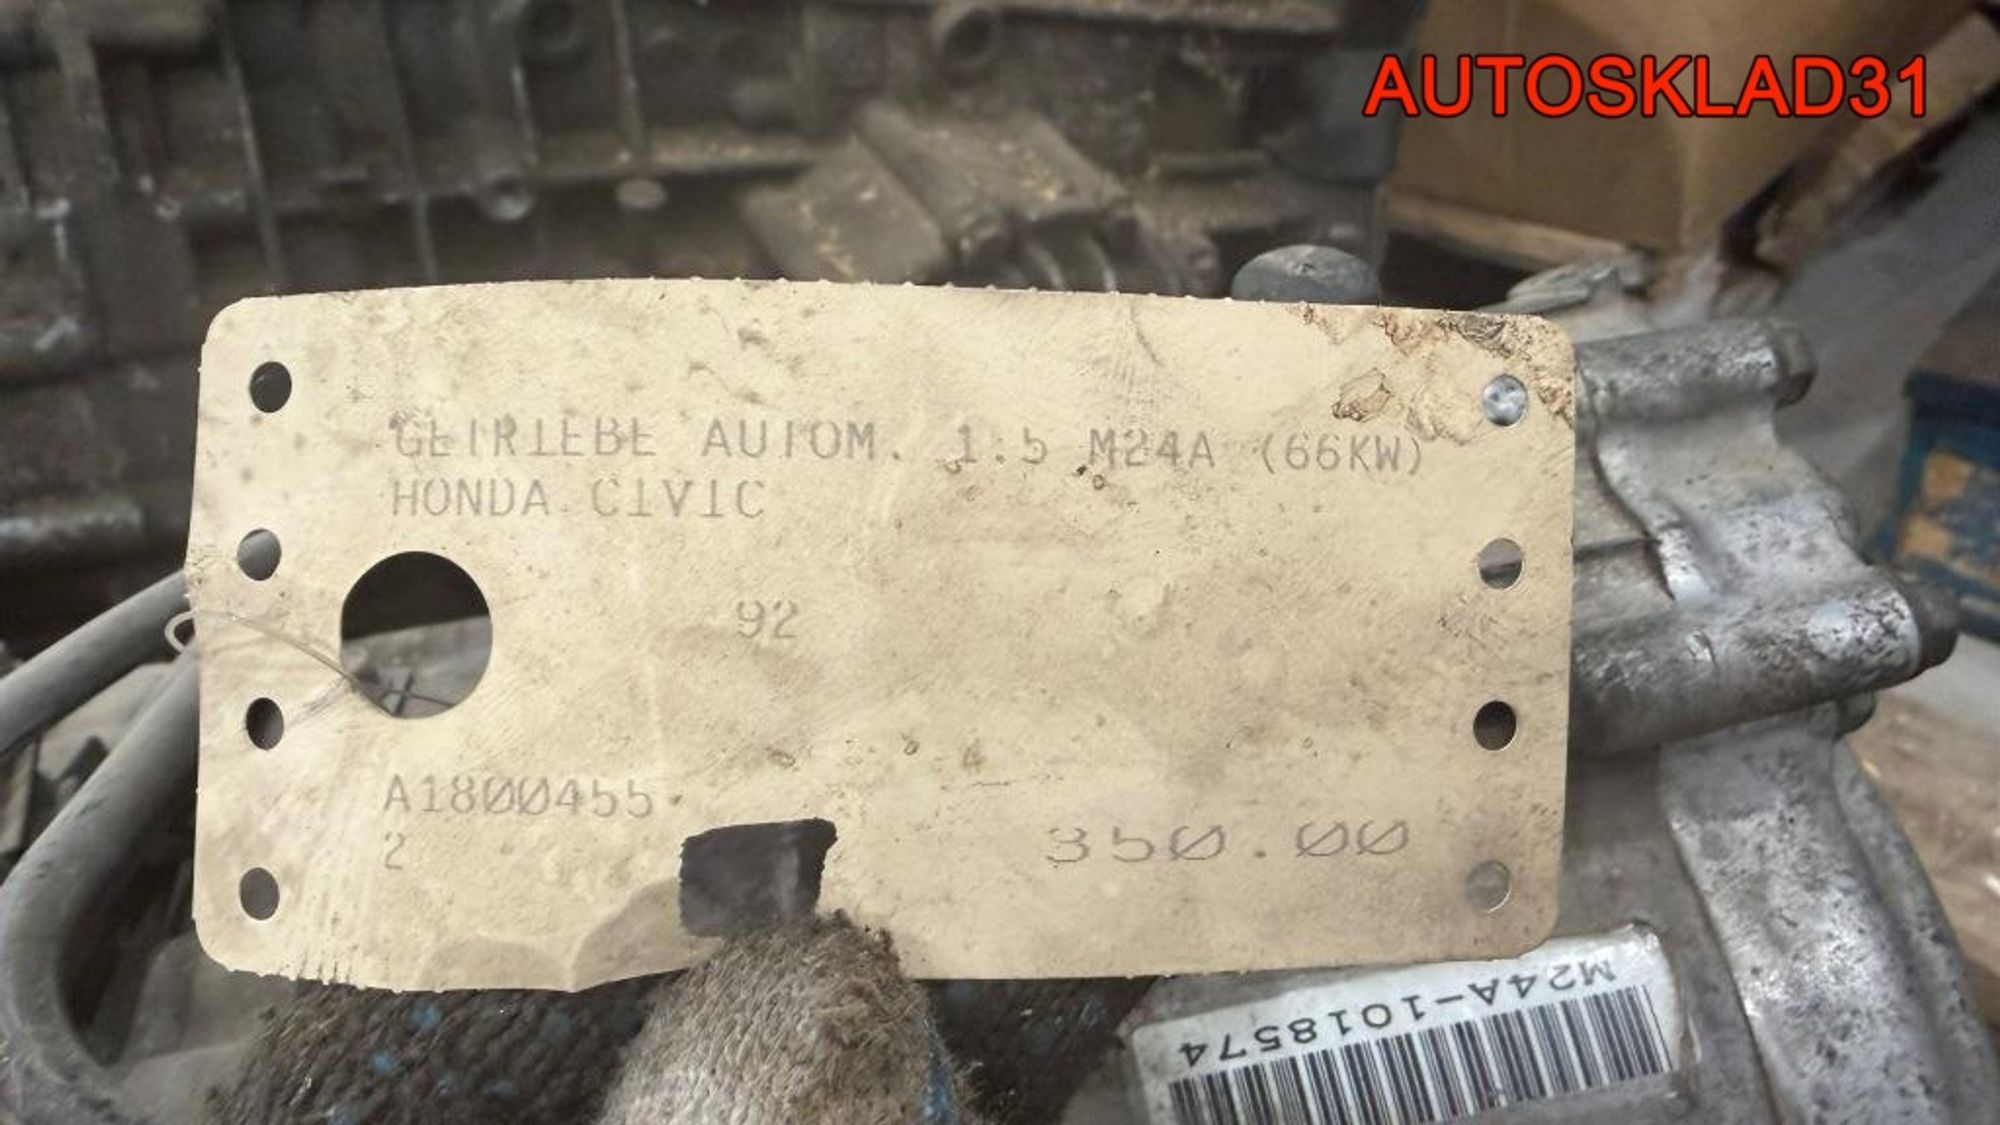 AUTOSKLAD31
GETRIEBE AUTOM. 1.5 M24A (66KW)
HONDA CIVIC
92
A1800455
2
350.00
M24A-1018574